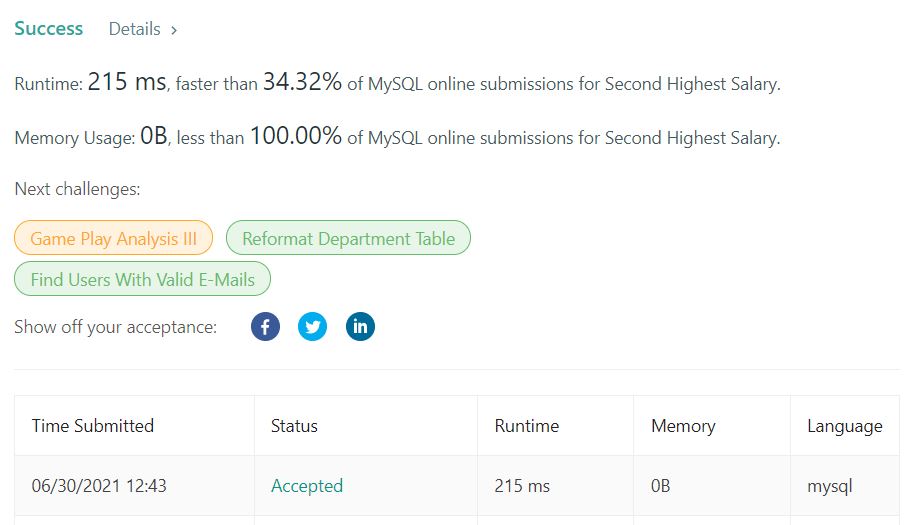 Success Details >
Runtime: 215 ms, faster than 34.32% of MySQL online submissions for Second Highest Salary.
Memory Usage: 0B, less than 100.00% of MySQL online submissions for Second Highest Salary.
Next challenges:
Game Play Analysis III Reformat Department Table
Find Users With Valid E-Mails
Show off your acceptance: f in
Time Submitted Status Runtime Memory Language
06/30/2021 12:43 Accepted 215 ms 0B mysql